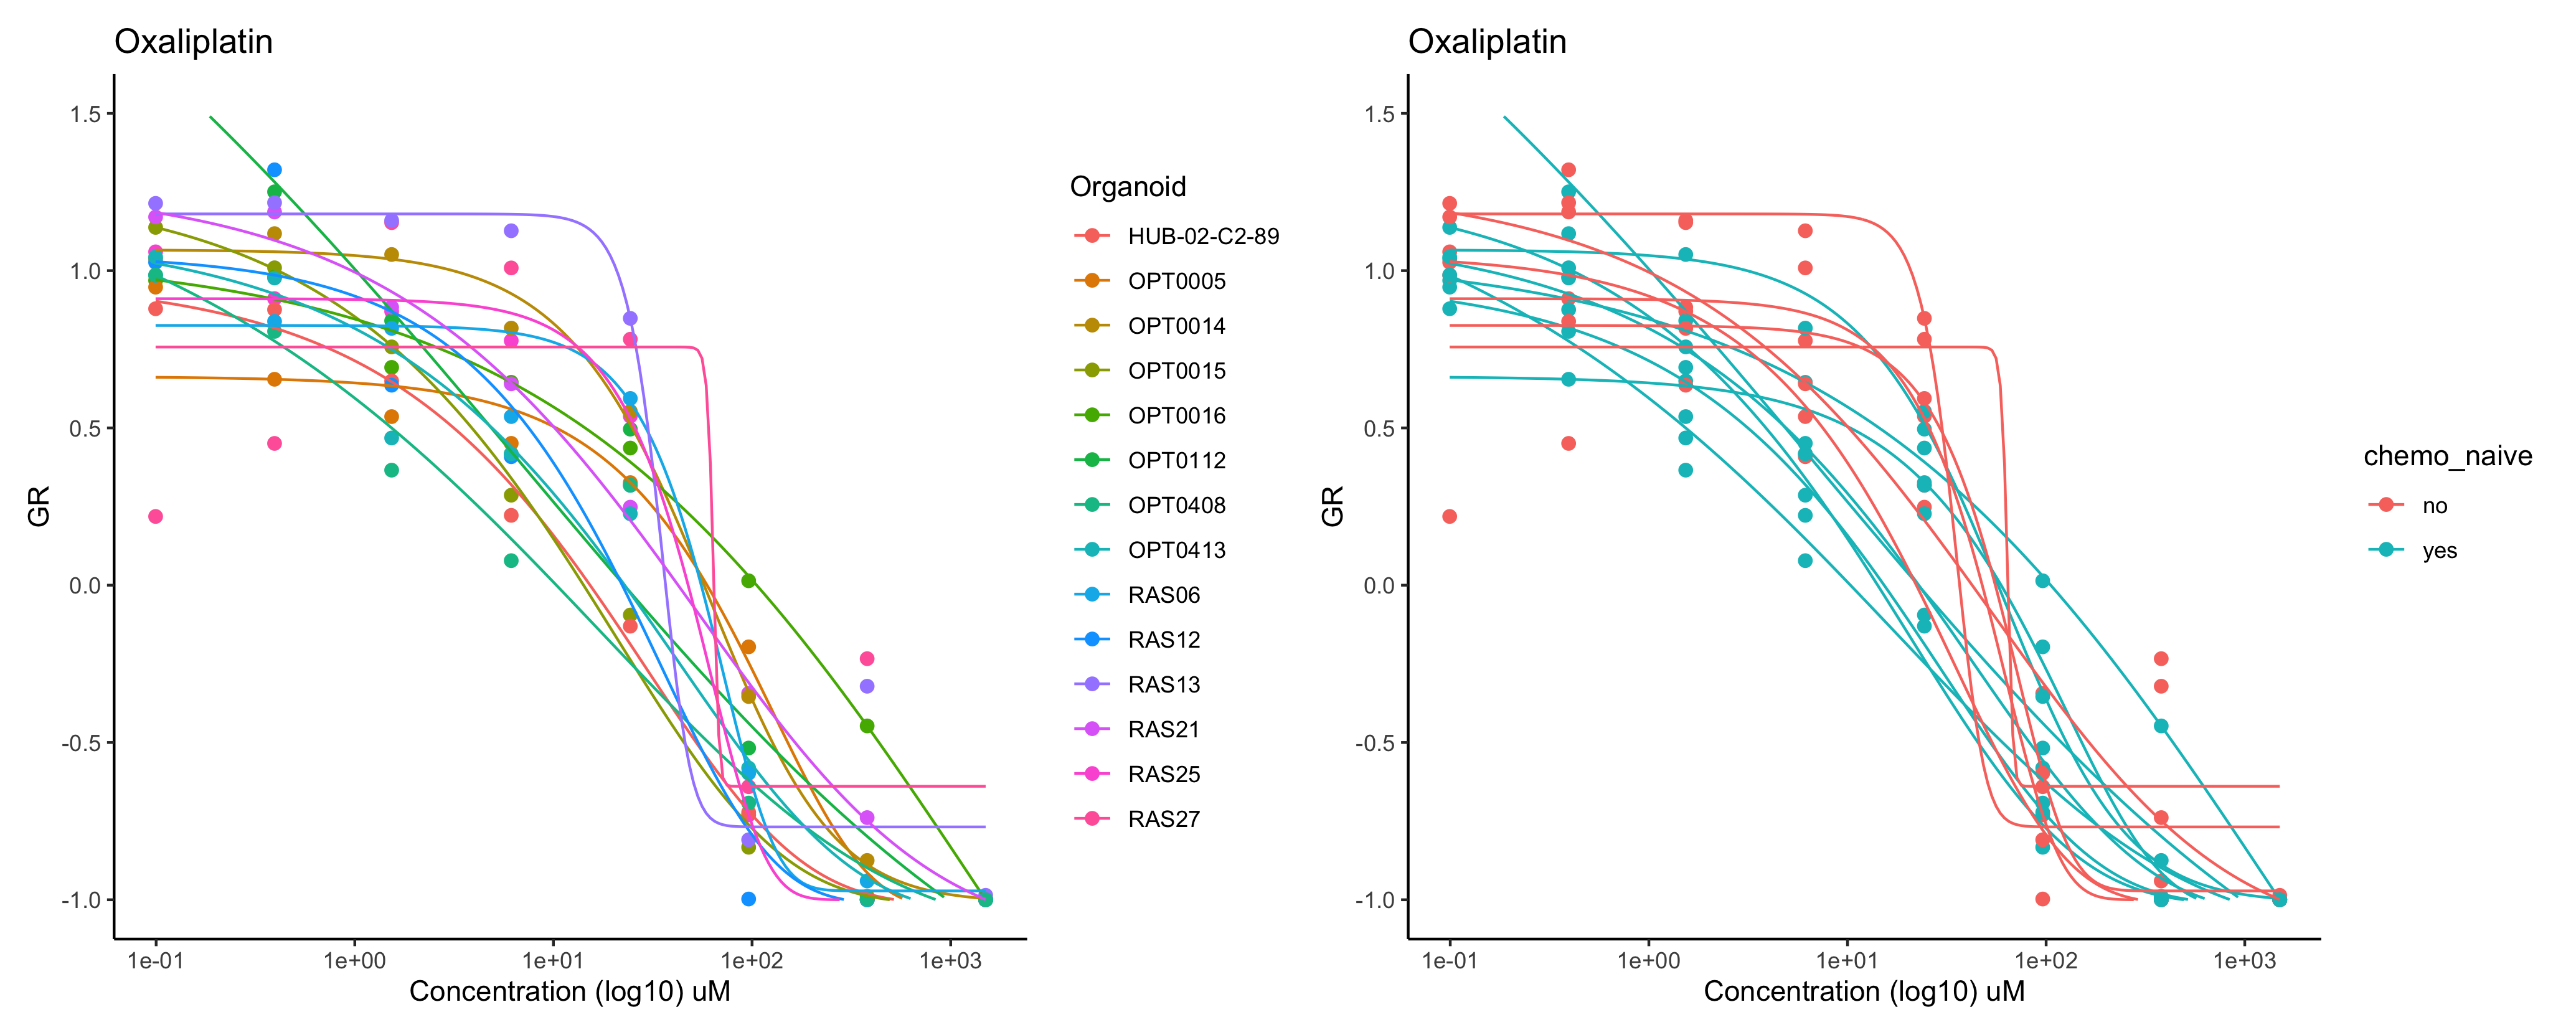 Oxaliplatin
1.5
1.0
0.5
0.0
-0.5
-1.0
GR
1e-01 1e+00 1e+01 1e+02 1e+03
Concentration (log10) uM
Organoid
HUB-02-C2-89
OPT0005
OPT0014
OPT0015
OPT0016
OPT0112
OPT0408
OPT0413
RAS06
RAS12
RAS13
RAS21
RAS25
RAS27
Oxaliplatin
1.5
1.0
0.5
0.0
-0.5
-1.0
GR
1e-01 1e+00 1e+01 1e+02 1e+03
Concentration (log10) uM
chemo_naive
no
yes